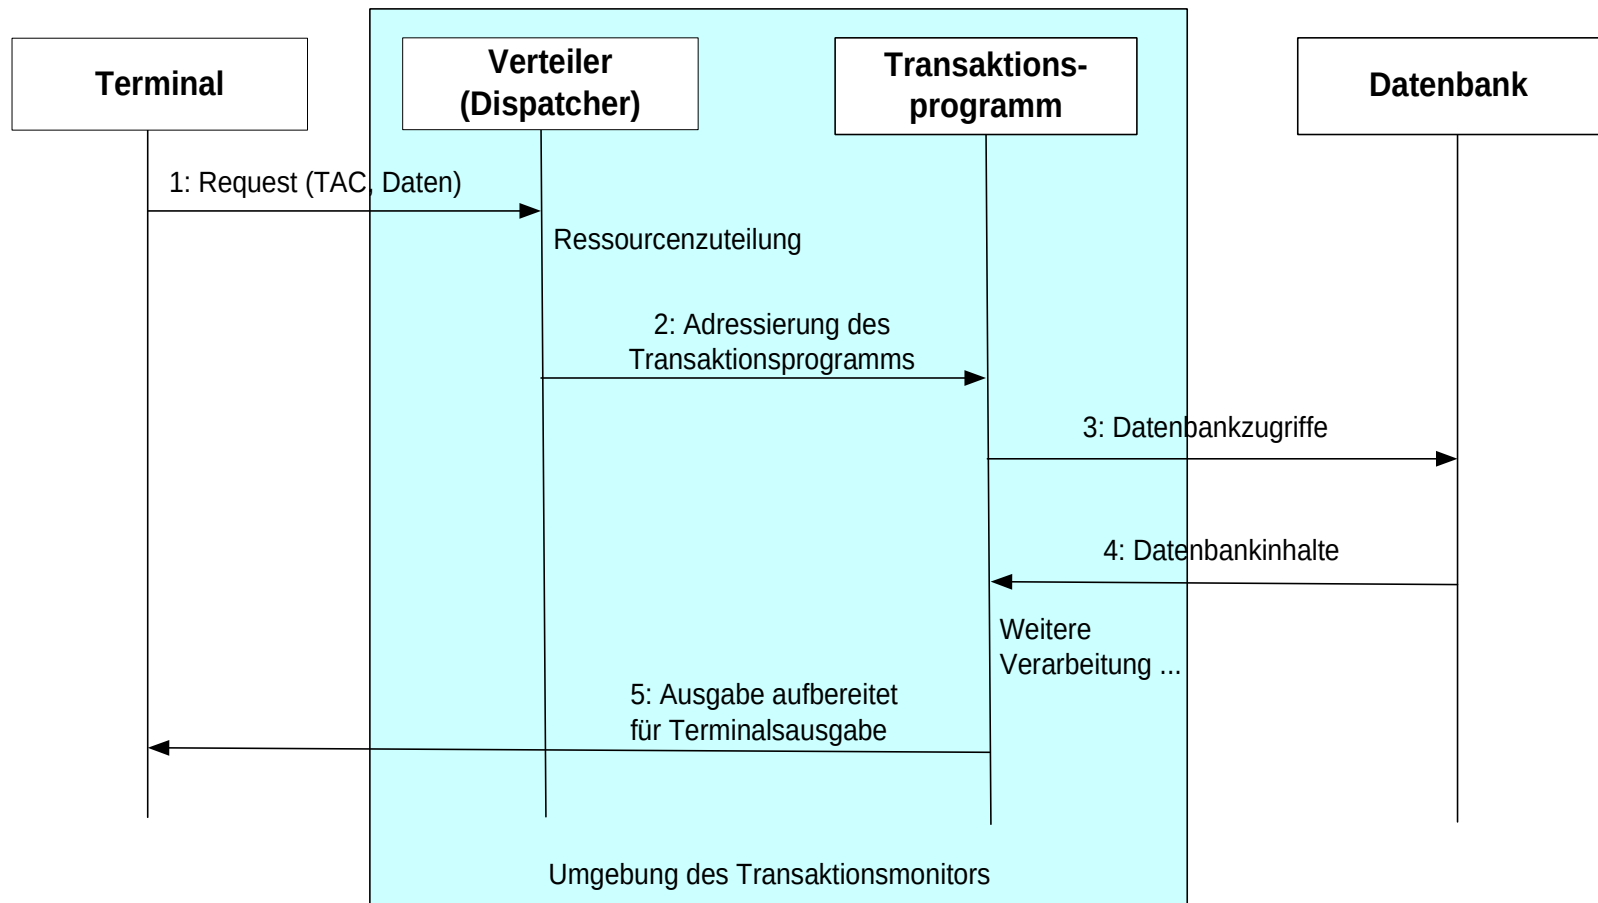 Terminal
Verteiler
(Dispatcher)
Transaktions-
programm
Datenbank
1: Request (TAC, Daten)
Ressourcenzuteilung
2: Adressierung des
Transaktionsprogramms
3: Datenbankzugriffe
4: Datenbankinhalte
Weitere
Verarbeitung ...
5: Ausgabe aufbereitet
für Terminalsausgabe
Umgebung des Transaktionsmonitors